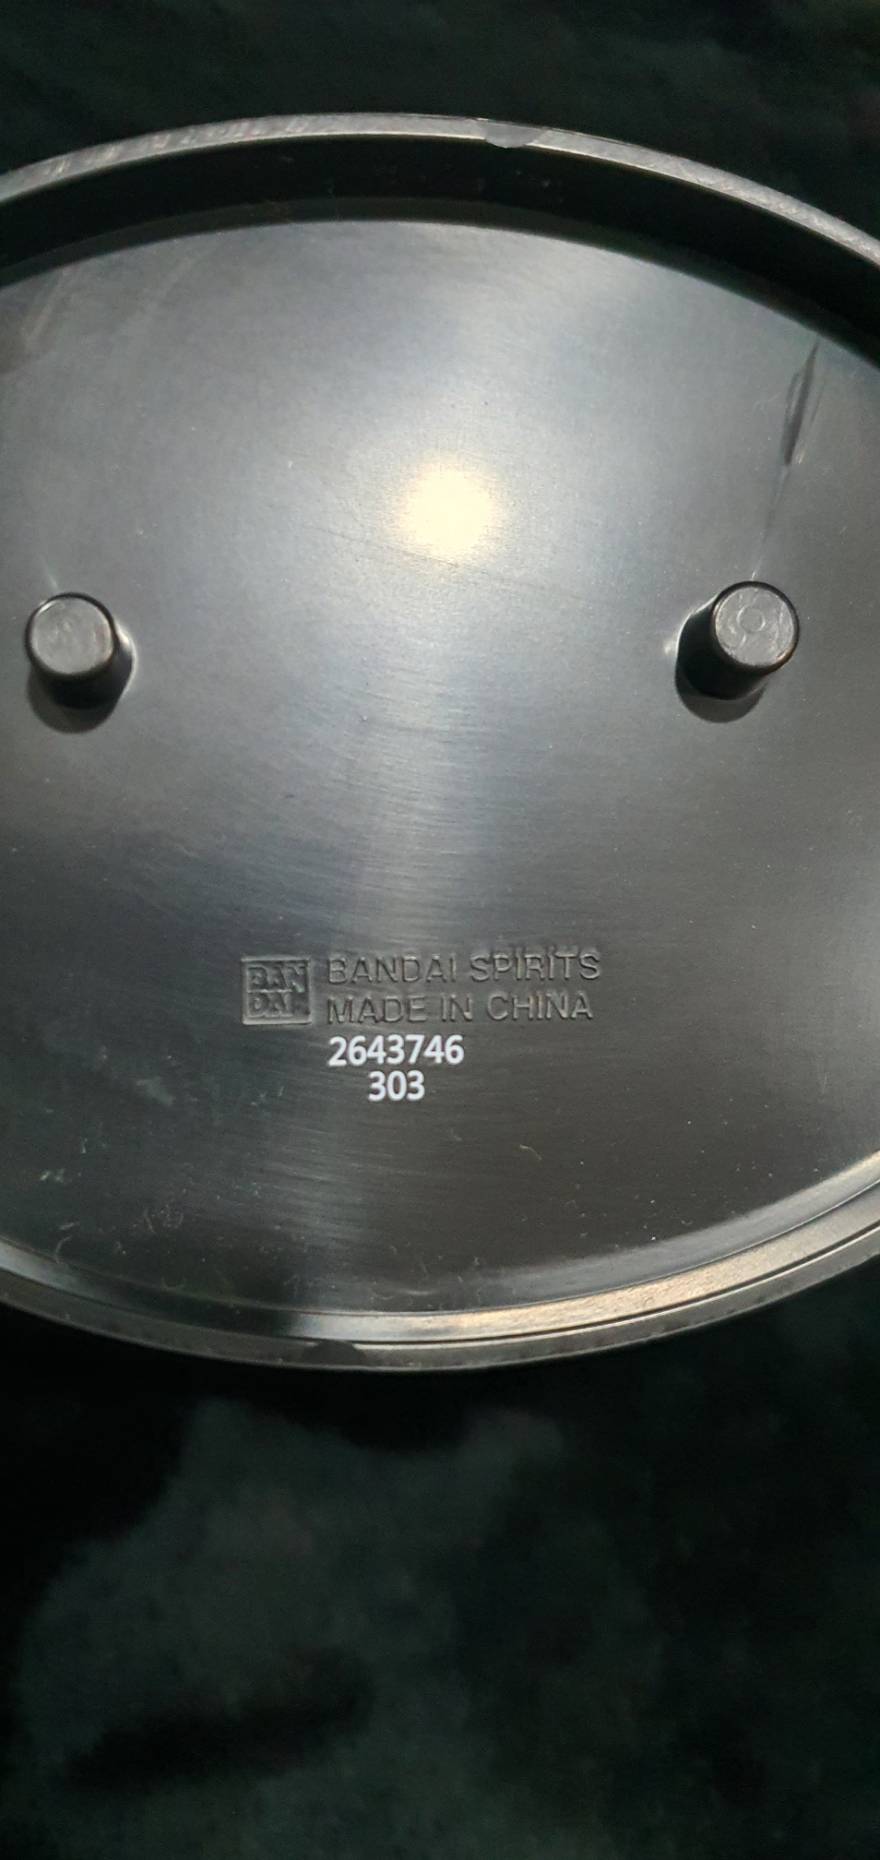 BAN
DAI
BANDAI SPIRITS
MADE IN CHINA
2643746
303